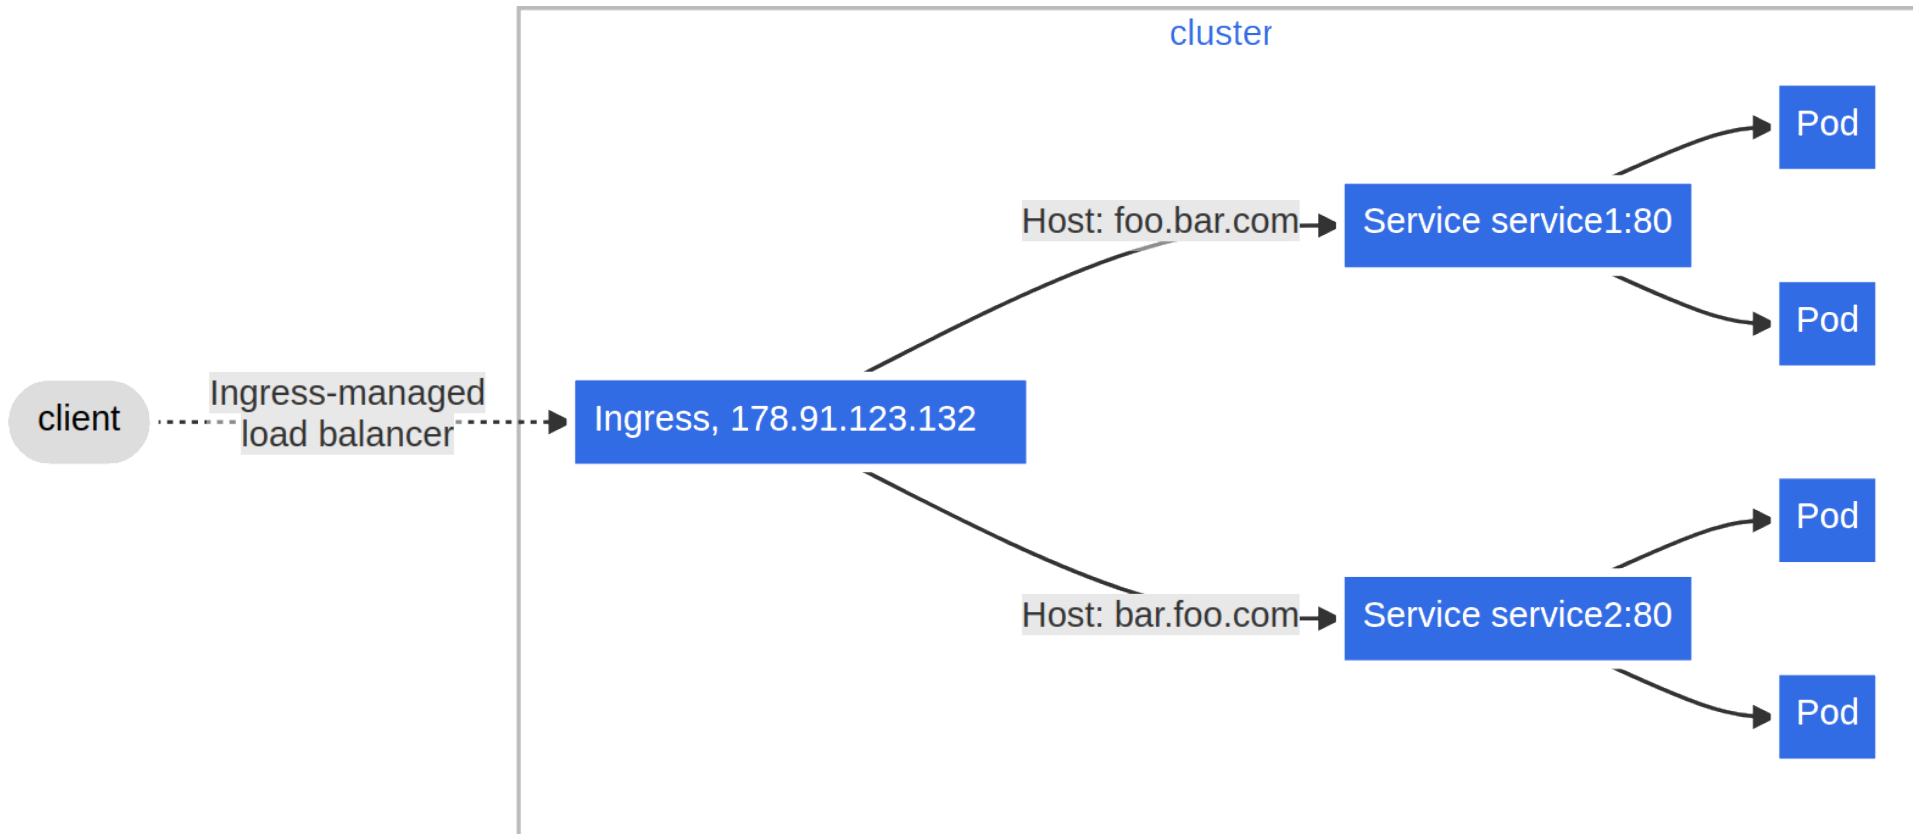 cluster
client
Ingress-managed
load balancer
Ingress, 178.91.123.132
Host: foo.bar.com
Service service1:80
Pod
Pod
Host: bar.foo.com
Service service2:80
Pod
Pod